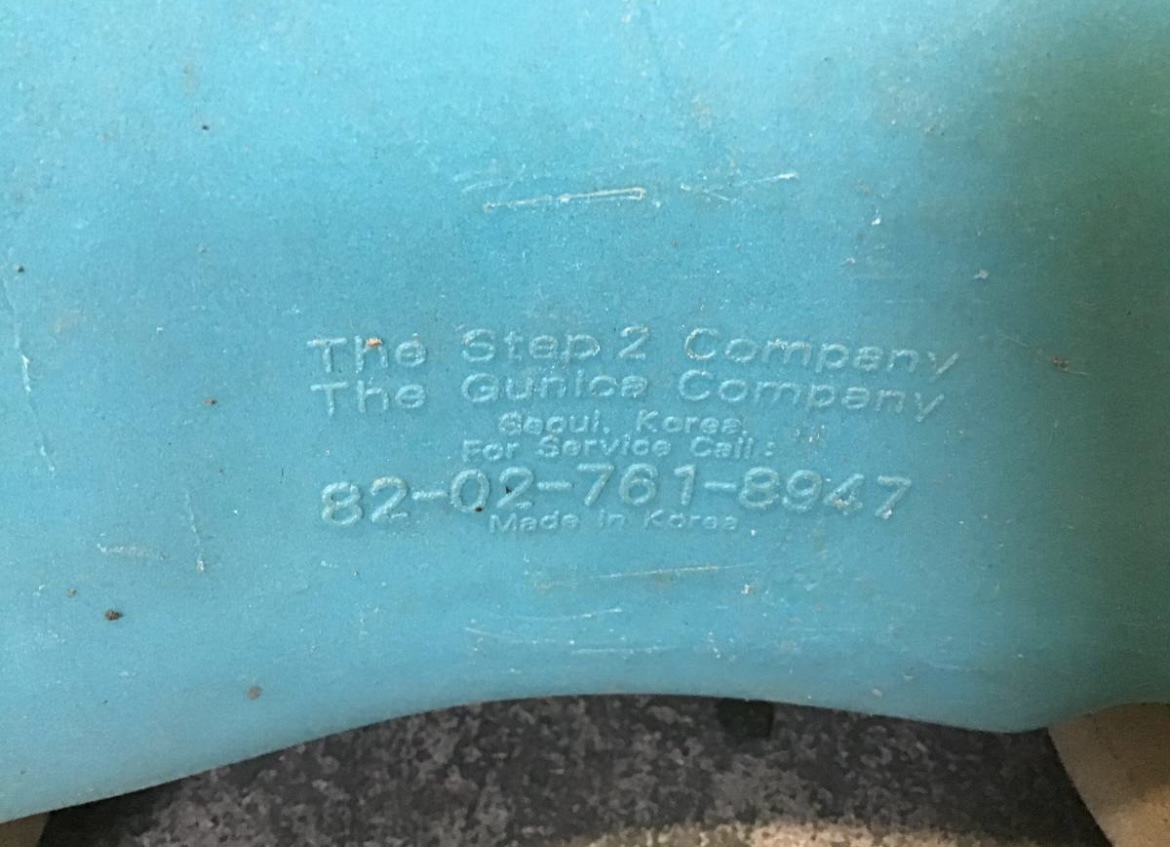 The Step 2 Company
The Gunica Company
Seoul, Korea
For Service Call:
82-02-761-8947
Made in Korea